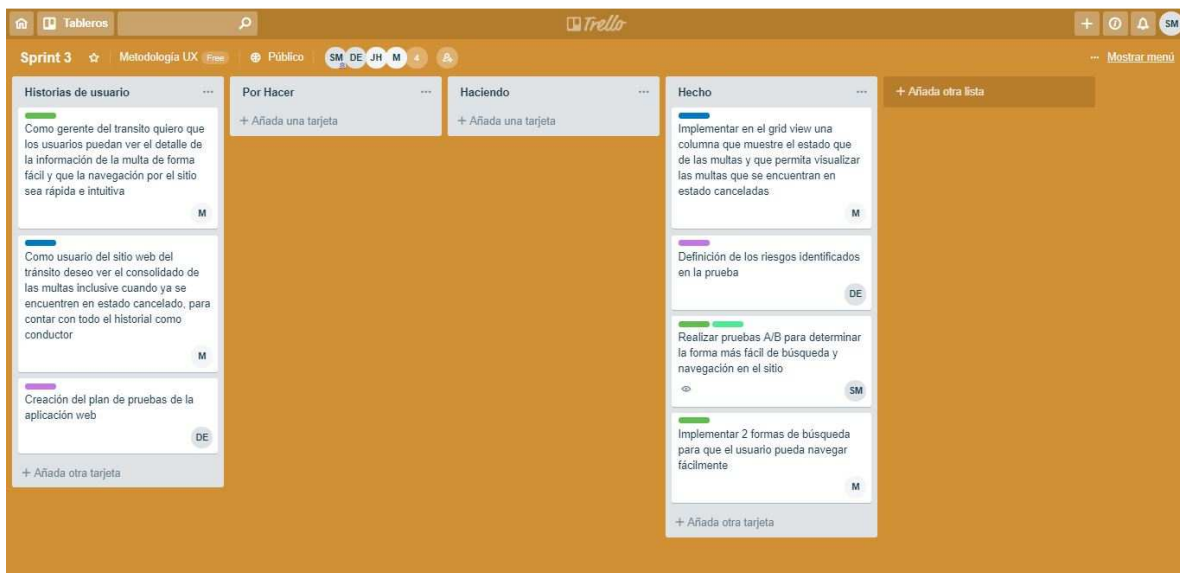 Tableros
Trello
SM
Sprint 3
Metodología UX
Free
Público
SM DE JH M 4
Mostrar menú
Historias de usuario
Como gerente del transito quiero que
los usuarios puedan ver el detalle de
la información de la multa de forma
fácil y que la navegación por el sitio
sea rápida e intuitiva
M
Como usuario del sitio web del
tránsito deseo ver el consolidado de
las multas inclusive cuando ya se
encuentren en estado cancelado, para
contar con todo el historial como
conductor
M
Creación del plan de pruebas de la
aplicación web
DE
+ Añada otra tarjeta
Por Hacer
+ Añada una tarjeta
Haciendo
+ Añada una tarjeta
Hecho
Implementar en el grid view una
columna que muestre el estado que
de las multas y que permita visualizar
las multas que se encuentran en
estado canceladas
M
Definición de los riesgos identificados
en la prueba
DE
Realizar pruebas A/B para determinar
la forma más fácil de búsqueda y
navegación en el sitio
SM
Implementar 2 formas de búsqueda
para que el usuario pueda navegar
fácilmente
M
+ Añada otra tarjeta
+ Añada otra lista